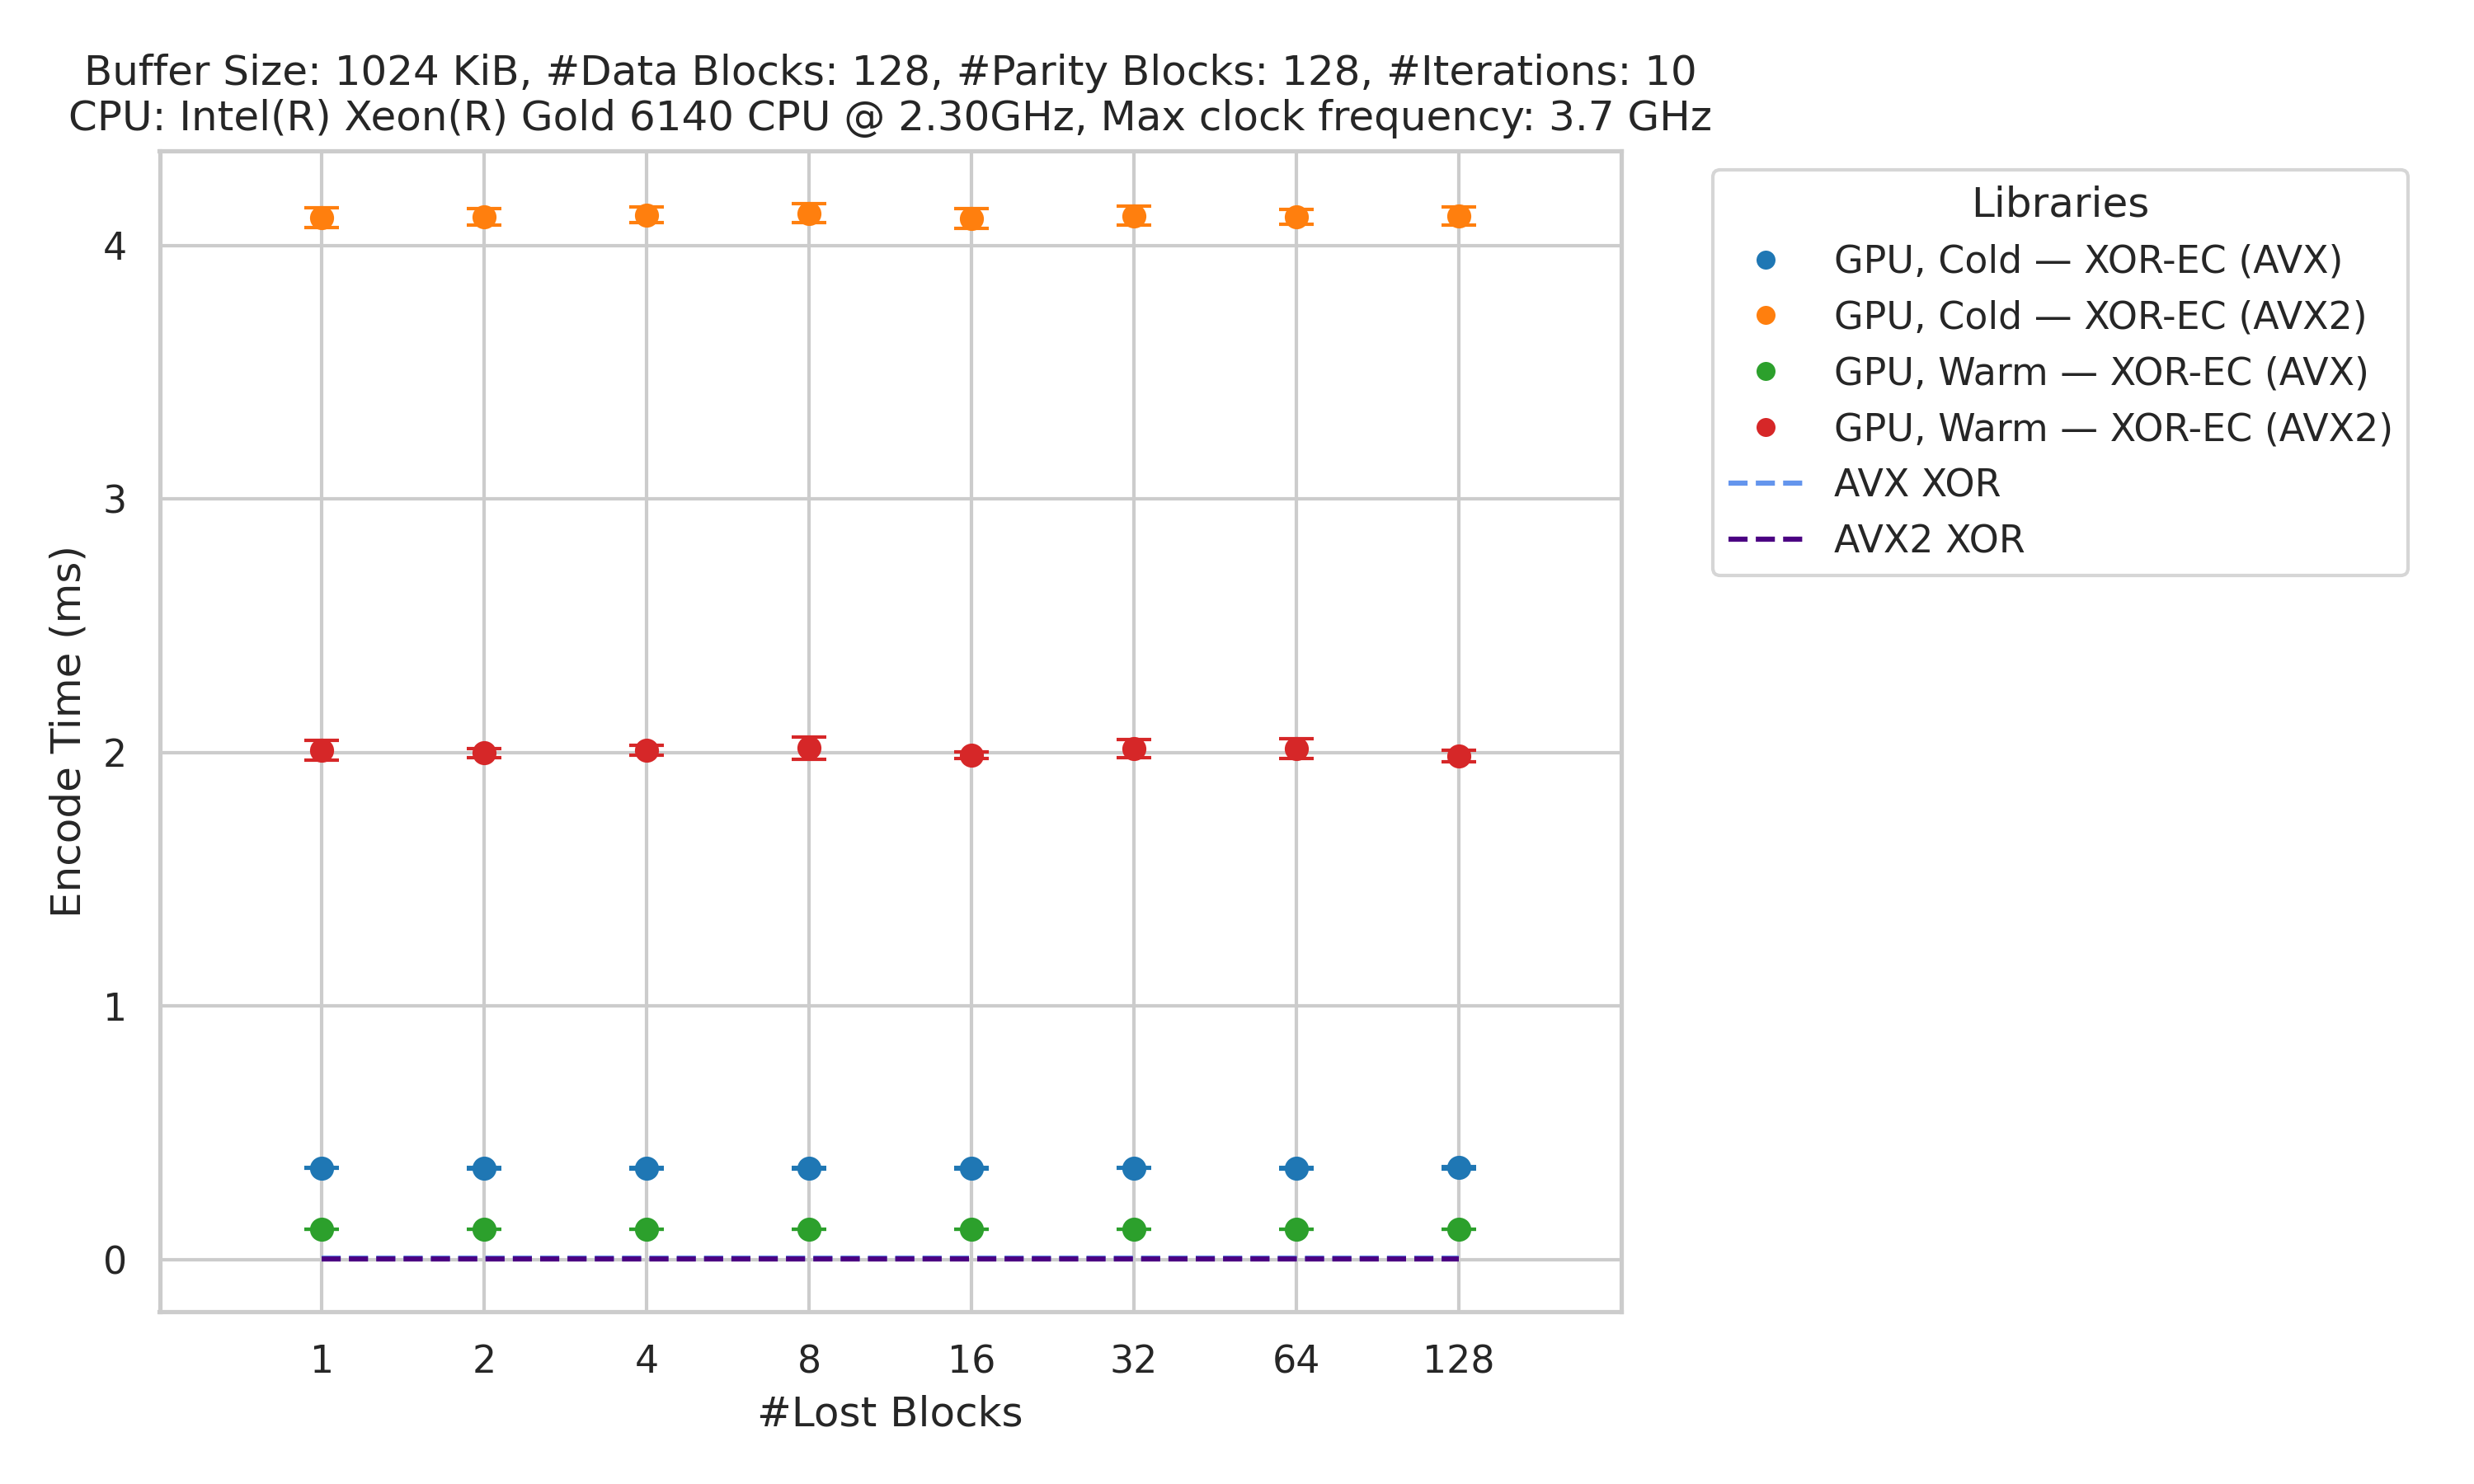 Buffer Size: 1024 KiB, #Data Blocks: 128, #Parity Blocks: 128, #Iterations: 10
CPU: Intel(R) Xeon(R) Gold 6140 CPU @ 2.30GHz, Max clock frequency: 3.7 GHz
Libraries
GPU, Cold — XOR-EC (AVX)
GPU, Cold — XOR-EC (AVX2)
GPU, Warm — XOR-EC (AVX)
GPU, Warm — XOR-EC (AVX2)
AVX XOR
AVX2 XOR
Encode Time (ms)
4
3
2
1
0
1 2 4 8 16 32 64 128
#Lost Blocks